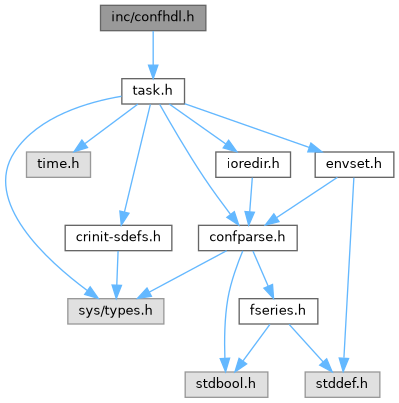 inc/confhdl.h
task.h
time.h
ioredir.h
envset.h
crinit-sdefs.h
confparse.h
sys/types.h
fseries.h
stdbool.h
stddef.h